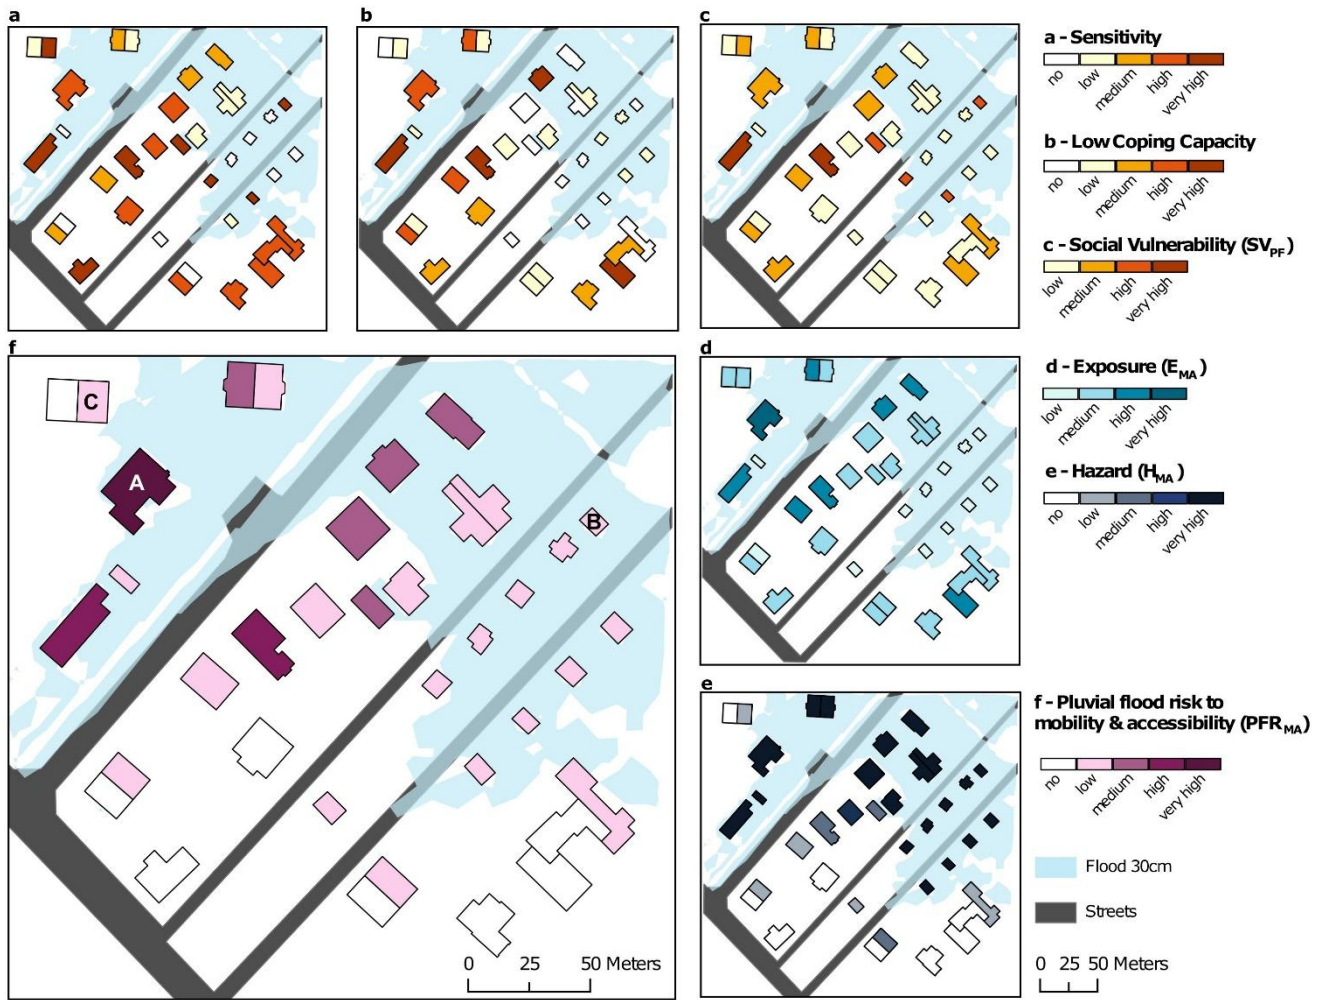 a
b
c
a - Sensitivity
no
low
medium
high
very high
b - Low Coping Capacity
no
low
medium
high
very high
c - Social Vulnerability (SVPF)
low
medium
high
very high
f
C
A
B
0 25 50 Meters
d
d - Exposure (EMA)
low
medium
high
very high
e - Hazard (HMA)
no
low
medium
high
very high
e
f - Pluvial flood risk to
mobility & accessibility (PFRMA)
no
low
medium
high
very high
Flood 30cm
Streets
0 25 50 Meters